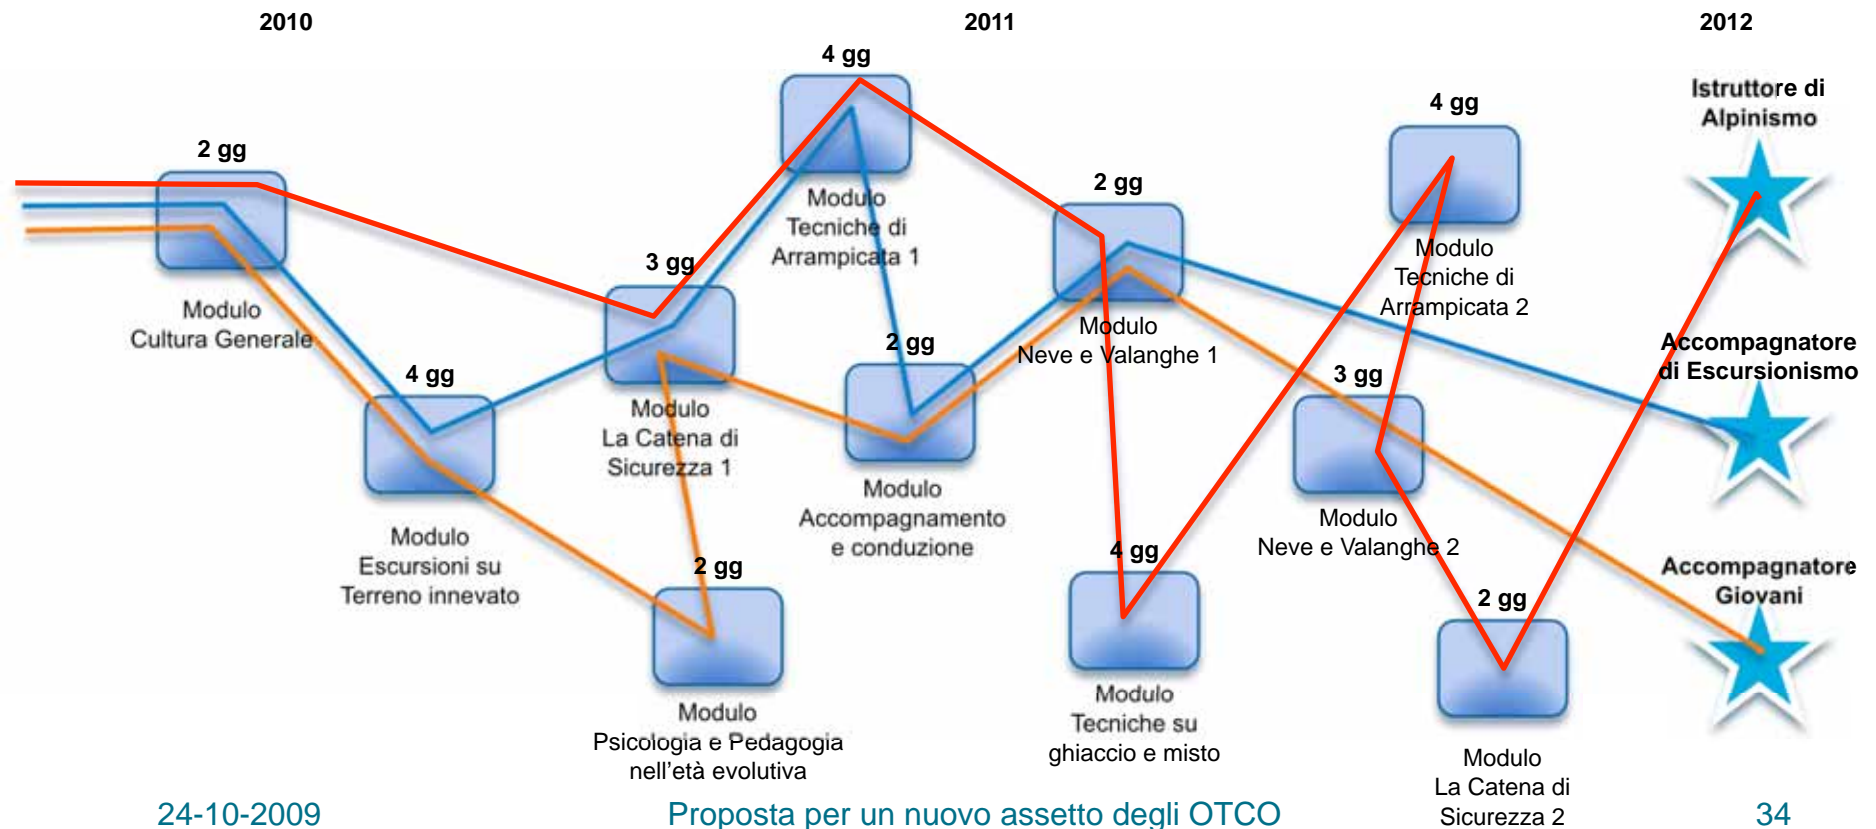 2010
2011
2012
2 gg
Modulo
Cultura Generale
4 gg
Modulo
Escursioni su
Terreno innevato
3 gg
Modulo
La Catena di
Sicurezza 1
2 gg
Modulo
Psicologia e Pedagogia
nell'età evolutiva
4 gg
Modulo
Tecniche di
Arrampicata 1
2 gg
Modulo
Accompagnamento
e conduzione
2 gg
Modulo
Neve e Valanghe 1
4 gg
Modulo
Tecniche su
ghiaccio e misto
4 gg
Modulo
Tecniche di
Arrampicata 2
3 gg
Modulo
Neve e Valanghe 2
2 gg
Modulo
La Catena di
Sicurezza 2
Istruttore di
Alpinismo
Accompagnatore
di Escursionismo
Accompagnatore
Giovani
24-10-2009
Proposta per un nuovo assetto degli OTCO
34